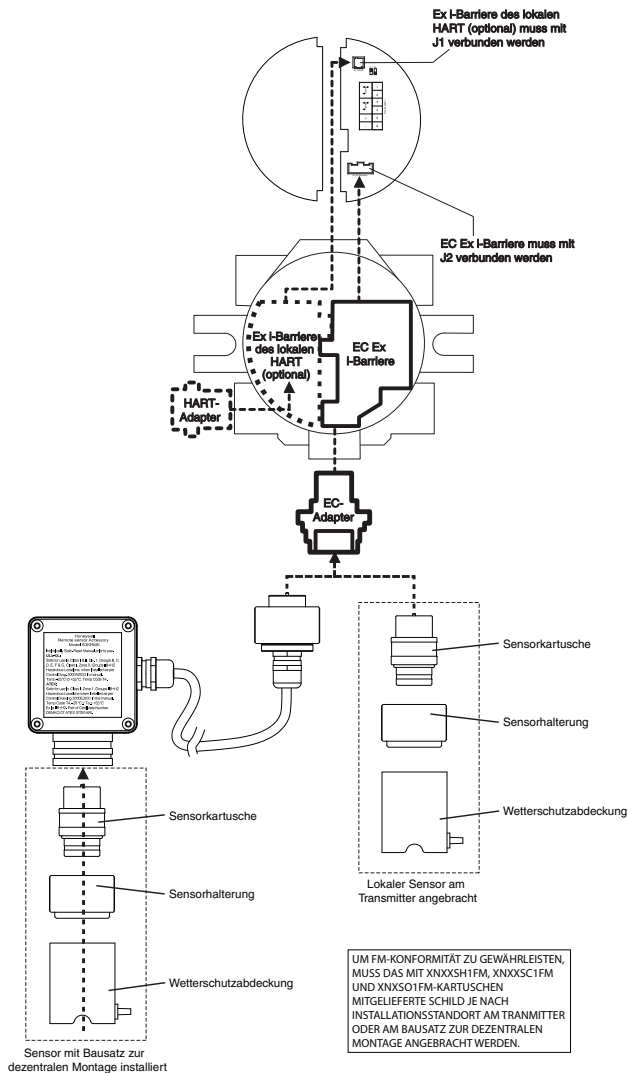 Ex i-Barriere des lokalen
HART (optional) muss mit
J1 verbunden werden
EC Ex i-Barriere muss mit
J2 verbunden werden
Ex i-Barriere
des lokalen
HART
(optional)
EC Ex
i-Barriere
HART-
Adapter
EC-
Adapter
Honeywell
Remote sensor Accessory
Sensorkartusche
Sensorhalterung
Wetterschutzabdeckung
Lokaler Sensor am
Transmitter angebracht
Sensorkartusche
Sensorhalterung
Wetterschutzabdeckung
Sensor mit Bausatz zur
dezentralen Montage installiert
UM FM-KONFORMITÄT ZU GEWÄHRLEISTEN,
MUSS DAS MIT XNXXSH1FM, XNXXSC1FM
UND XNXSO1FM-KARTUSCHEN
MITGELIEFERTE SCHILD JE NACH
INSTALLATIONSSTANDORT AM TRANMITTER
ODER AM BAUSATZ ZUR DEZENTRALEN
MONTAGE ANGEBRACHT WERDEN.